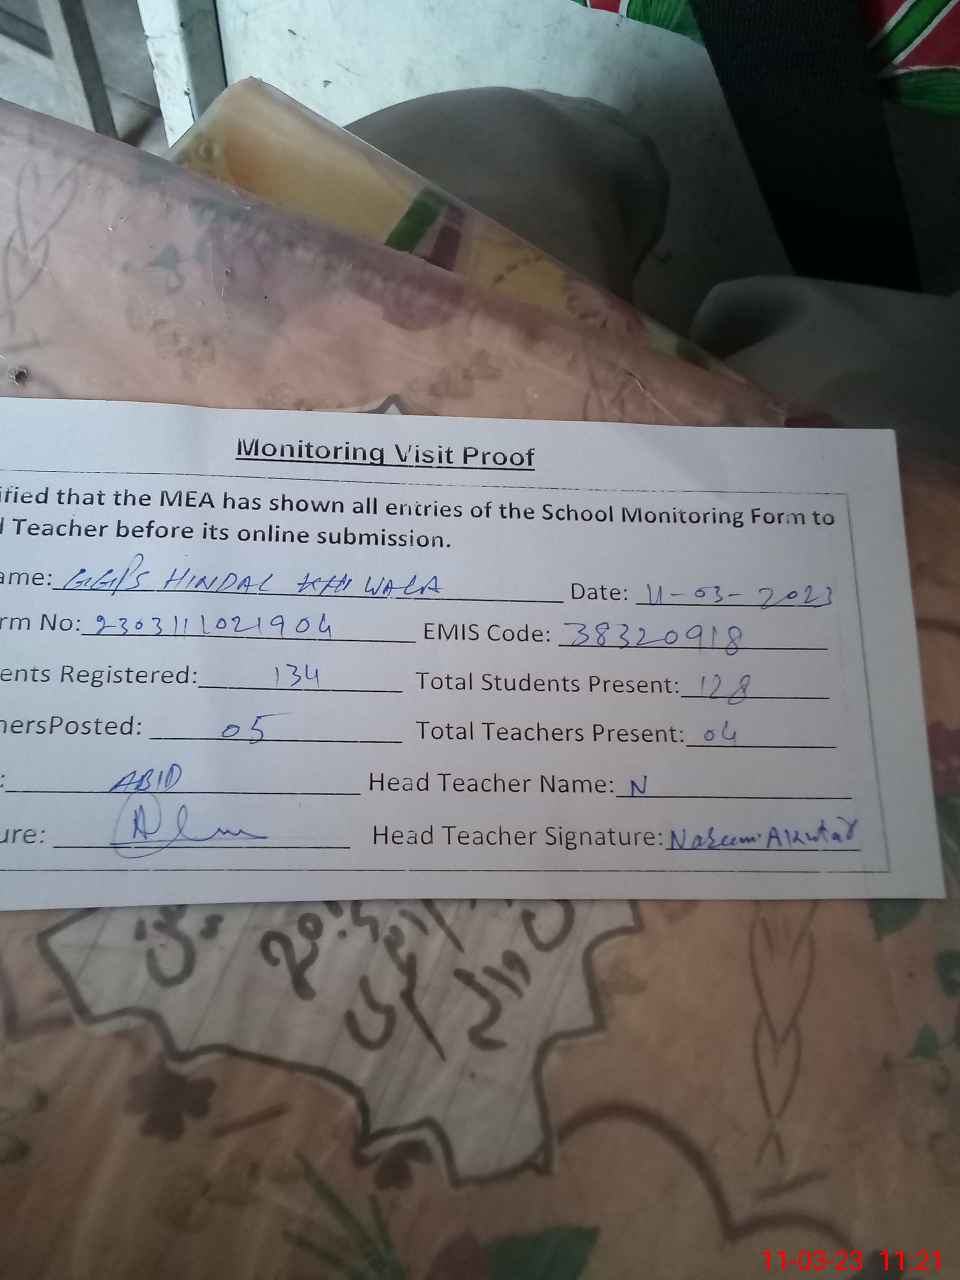 Monitoring Visit Proof
ified that the MEA has shown all entries of the School Monitoring Form to
Teacher before its online submission.
ame: GGPS HINDAL WALA Date: 11-03-2023
rm No: 2303111021904 EMIS Code: 38320918
ents Registered: 134 Total Students Present: 128
hersPosted: 05 Total Teachers Present: 04
: ABID Head Teacher Name: N
ure: Head Teacher Signature: Naseem Akhtar
11-03-23 11:21